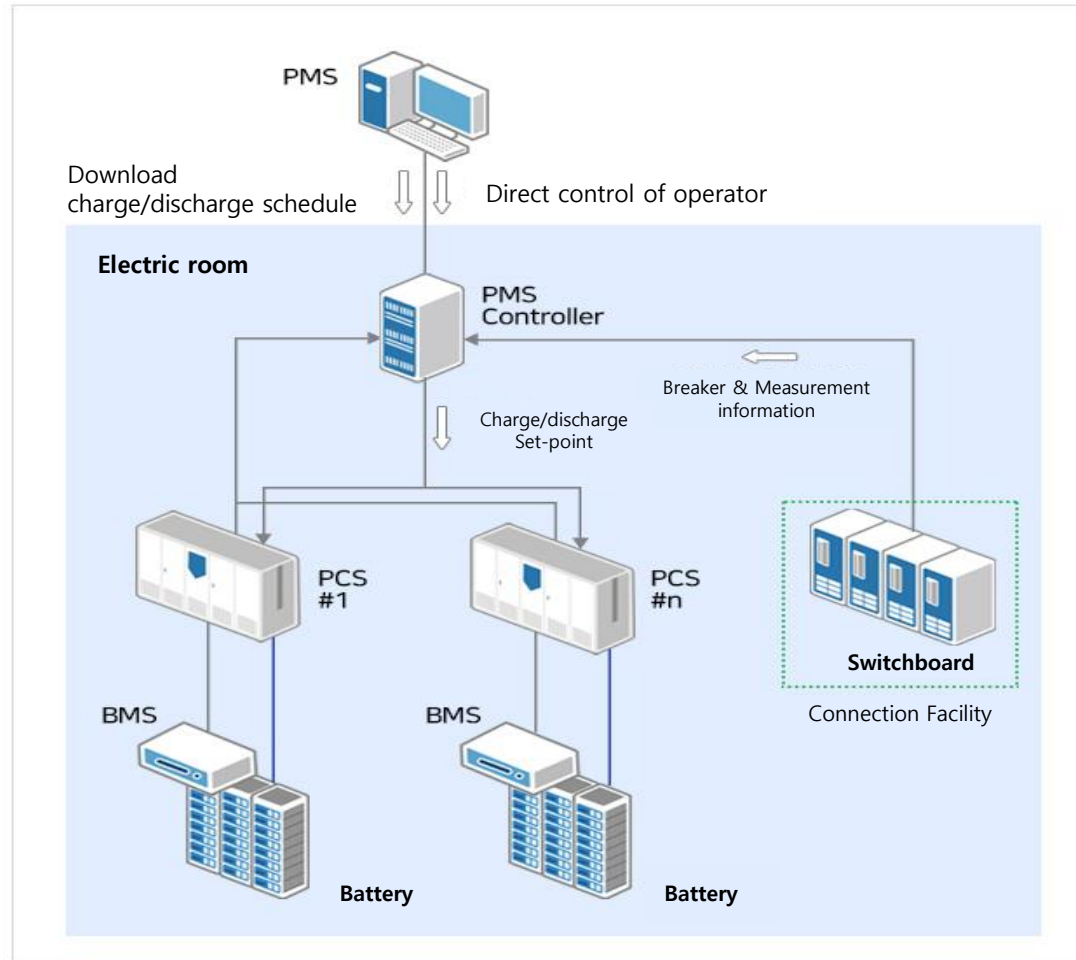 PMS
Download
charge/discharge schedule
Direct control of operator
Electric room
PMS
Controller
Breaker & Measurement
information
Charge/discharge
Set-point
PCS
#1
PCS
#n
Switchboard
Connection Facility
BMS
BMS
Battery
Battery